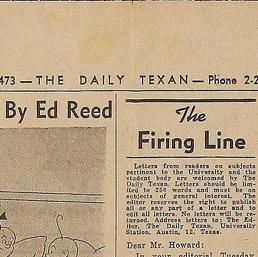 473 — THE DAILY TEXAN — Phone 2-2
By Ed Reed
The
Firing Line
Letters from readers on subjects
pertinent to the University and the
student body are welcomed by The
Daily Texan. Letters should be lim-
ited to 250 words and must be on
subjects of general interest. The
editor reserves the right to publish
all or any part of a letter and to
edit all letters. No letters will be re-
turned. Address letters to: The Ed-
itor, The Daily Texan, University
Station, Austin, 12, Texas.
Dear Mr. Howard:
In your editorial Tuesday